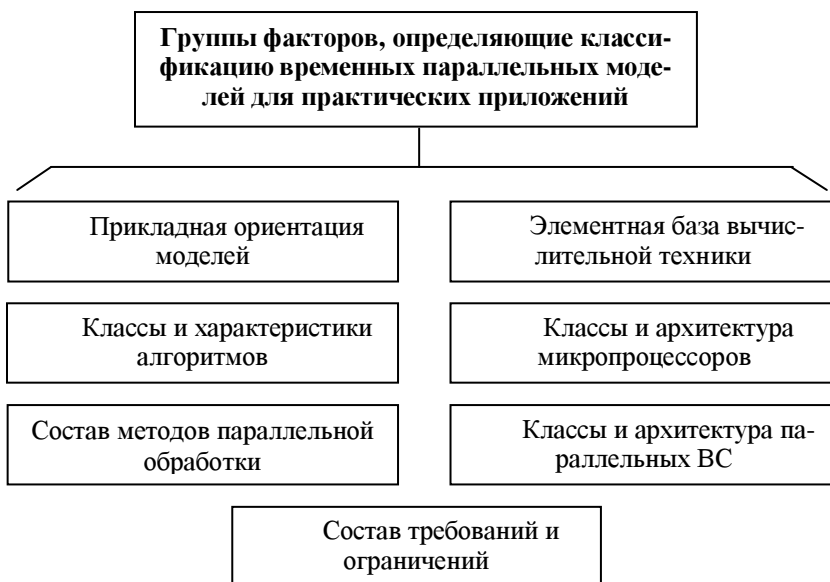 Группы факторов, определяющие класси-
фикацию временных параллельных моде-
лей для практических приложений
Прикладная ориентация
моделей
Элементная база вычис-
лительной техники
Классы и характеристики
алгоритмов
Классы и архитектура
микропроцессоров
Состав методов параллельной
обработки
Классы и архитектура па-
раллельных ВС
Состав требований и
ограничений